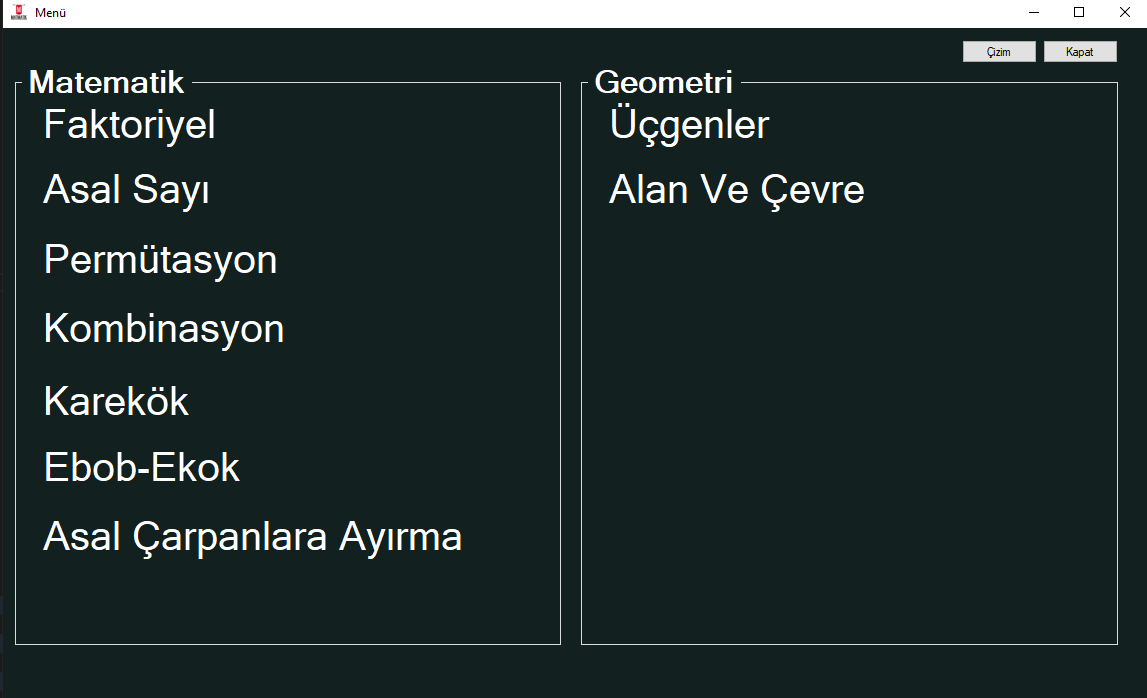 Menü
Çizim Kapat
Matematik
Faktoriyel
Asal Sayı
Permütasyon
Kombinasyon
Karekök
Ebob-Ekok
Asal Çarpanlara Ayırma
Geometri
Üçgenler
Alan Ve Çevre